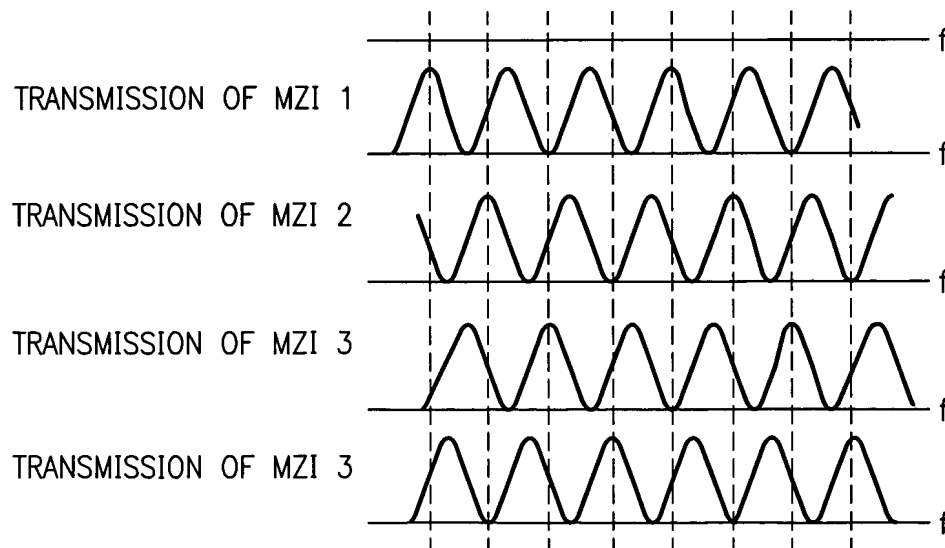 f
TRANSMISSION OF MZI 1
f
TRANSMISSION OF MZI 2
f
TRANSMISSION OF MZI 3
f
TRANSMISSION OF MZI 3
f